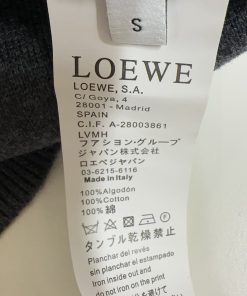 S
LOEWE
LOEWE, S.A.
C/ Goya, 4
28001 - Madrid
SPAIN
C.I.F. A-28003861
LVMH
ファション・グループ
ジャパン株式会社
ロエベジャパン
03-6215-6116
Made in Italy
100%Algodón
100%Cotton
100%綿
タンブル乾燥禁止
Planchar del revés
sin planchar el estampado
Iron inside out and
do not iron on the print